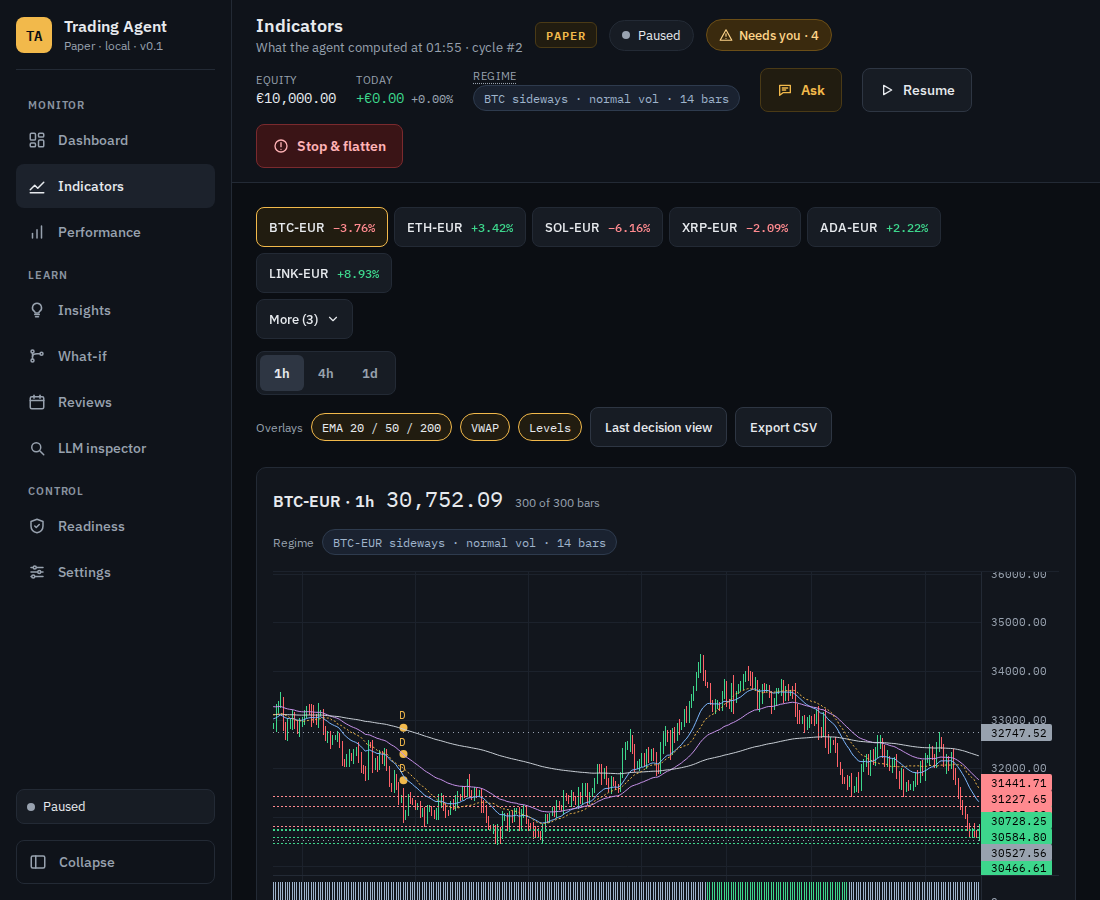 TA
Trading Agent
Paper · local · v0.1
MONITOR
Dashboard
Indicators
Performance
LEARN
Insights
What-if
Reviews
LLM inspector
CONTROL
Readiness
Settings
Paused
Collapse
Indicators
What the agent computed at 01:55 · cycle #2
PAPER
Paused
Needs you · 4
EQUITY
€10,000.00
TODAY
+€0.00 +0.00%
REGIME
BTC sideways · normal vol · 14 bars
Ask
Resume
Stop & flatten
BTC-EUR −3.76%
ETH-EUR +3.42%
SOL-EUR −6.16%
XRP-EUR −2.09%
ADA-EUR +2.22%
LINK-EUR +8.93%
More (3)
1h 4h 1d
Overlays
EMA 20 / 50 / 200
VWAP
Levels
Last decision view
Export CSV
BTC-EUR · 1h 30,752.09 300 of 300 bars
Regime BTC-EUR sideways · normal vol · 14 bars
36000.00
35000.00
34000.00
33000.00
32747.52
32000.00
31441.71
31227.65
30728.25
30584.80
30527.56
30466.61
D
D
D